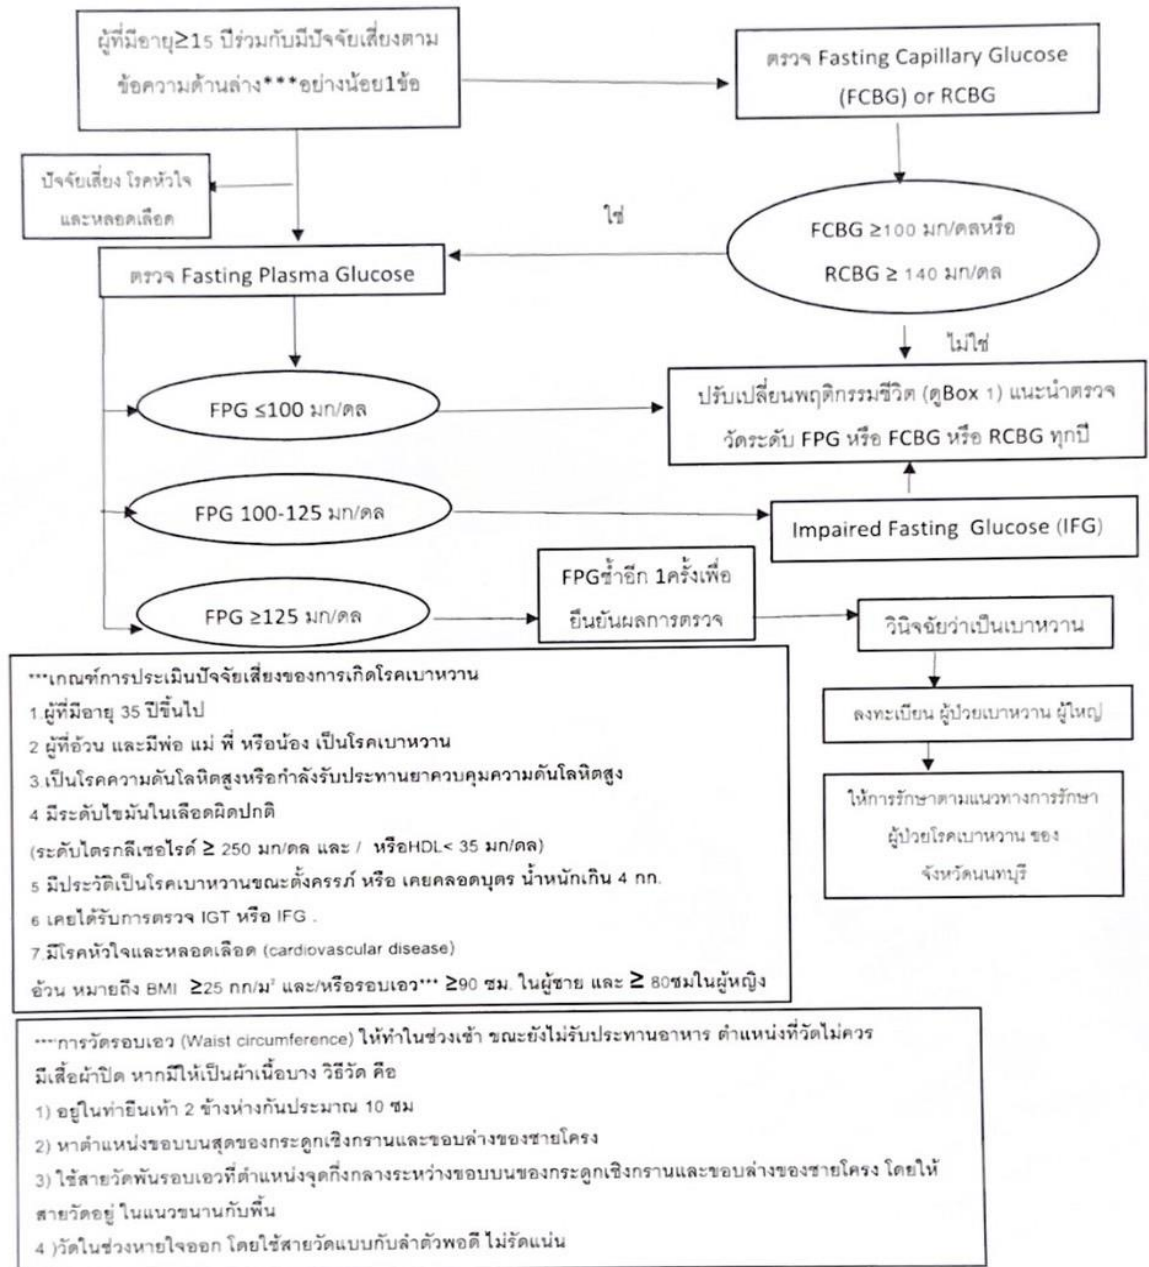 ผู้ที่มีอายุ≥15 ปีร่วมกับมีปัจจัยเสี่ยงตาม
ข้อความด้านล่าง***อย่างน้อย1ข้อ
ตรวจ Fasting Capillary Glucose
(FCBG) or RCBG
ปัจจัยเสี่ยง โรคหัวใจ
และหลอดเลือด
ใช่
FCBG ≥100 มก/ดลหรือ
RCBG ≥ 140 มก/ดล
ตรวจ Fasting Plasma Glucose
ไม่ใช่
FPG ≤100 มก/ดล
ปรับเปลี่ยนพฤติกรรมชีวิต (ดูBox 1) แนะนำตรวจ
วัดระดับ FPG หรือ FCBG หรือ RCBG ทุกปี
FPG 100-125 มก/ดล
Impaired Fasting Glucose (IFG)
FPG ≥125 มก/ดล
FPGซ้ำอีก 1ครั้งเพื่อ
ยืนยันผลการตรวจ
วินิจฉัยว่าเป็นเบาหวาน
ลงทะเบียน ผู้ป่วยเบาหวาน ผู้ใหญ่
ให้การรักษาตามแนวทางการรักษา
ผู้ป่วยโรคเบาหวาน ของ
จังหวัดนนทบุรี
***เกณฑ์การประเมินปัจจัยเสี่ยงของการเกิดโรคเบาหวาน
1.ผู้ที่มีอายุ 35 ปีขึ้นไป
2 ผู้ที่อ้วน และมีพ่อ แม่ พี่ หรือน้อง เป็นโรคเบาหวาน
3.เป็นโรคความดันโลหิตสูงหรือกำลังรับประทานยาควบคุมความดันโลหิตสูง
4 มีระดับไขมันในเลือดผิดปกติ
(ระดับไตรกลีเซอไรด์ ≥ 250 มก/ดล และ / หรือHDL< 35 มก/ดล)
5 มีประวัติเป็นโรคเบาหวานขณะตั้งครรภ์ หรือ เคยคลอดบุตร น้ำหนักเกิน 4 กก.
6 เคยได้รับการตรวจ IGT หรือ IFG .
7.มีโรคหัวใจและหลอดเลือด (cardiovascular disease)
อ้วน หมายถึง BMI ≥25 กก/m² และ/หรือรอบเอว*** ≥90 ซม. ในผู้ชาย และ ≥ 80ซมในผู้หญิง
****การวัดรอบเอว (Waist circumference) ให้ทำในช่วงเช้า ขณะยังไม่รับประทานอาหาร ตำแหน่งที่วัดไม่ควร
มีเสื้อผ้าปิด หากมีให้เป็นผ้าเนื้อบาง วิธีวัด คือ
1) อยู่ในท่ายืนเท้า 2 ข้างห่างกันประมาณ 10 ซม
2) หาตำแหน่งขอบบนสุดของกระดูกเชิงกรานและขอบล่างของชายโครง
3) ใช้สายวัดพันรอบเอวที่ตำแหน่งจุดกึ่งกลางระหว่างขอบบนของกระดูกเชิงกรานและขอบล่างของชายโครง โดยให้
สายวัดอยู่ ในแนวขนานกับพื้น
4 )วัดในช่วงหายใจออก โดยใช้สายวัดแบบกับลำตัวพอดี ไม่รัดแน่น